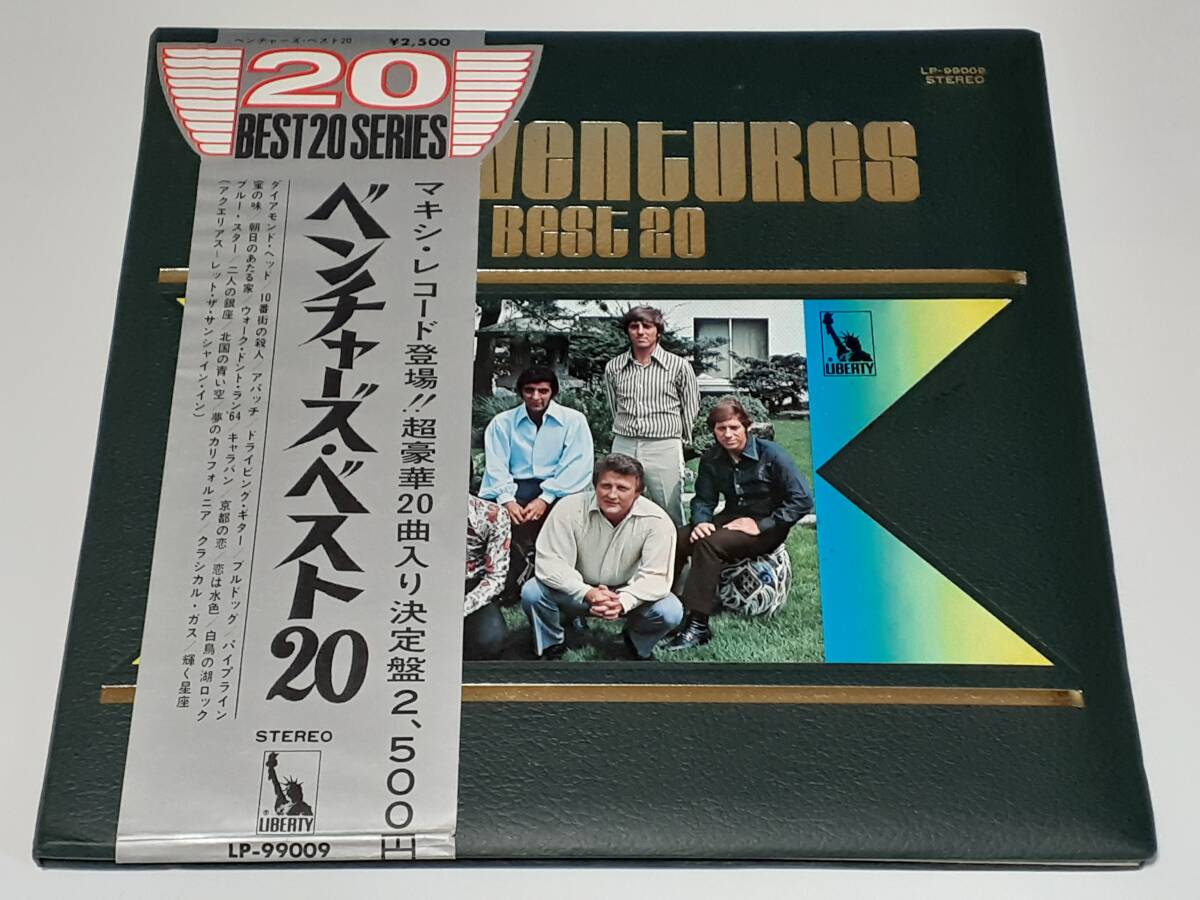 ベンチャーズ・ベスト20 ¥2,500
20
BEST 20 SERIES
マキシ・レコード登場!!超豪華20曲入り決定盤2,500円
ベンチャーズ・ベスト20
ダイアモンド・ヘッド/10番街の殺人/アパッチ/ドライビング・ギター/ブルドッグ/パイプライン
蜜の味/朝日のあたる家/ウォーク・ドント・ラン'64/キャラバン/京都の恋/恋は水色/白鳥の湖ロック
ブルー・スター/二人の銀座/北国の青い空/夢のカリフォルニア/クラシカル・ガス/輝く星座
(アクエリアス〜レット・ザ・サンシャイン・イン)
STEREO
LIBERTY
LP-99009
LP-99009
STEREO
Ventures
Best 20
LIBERTY